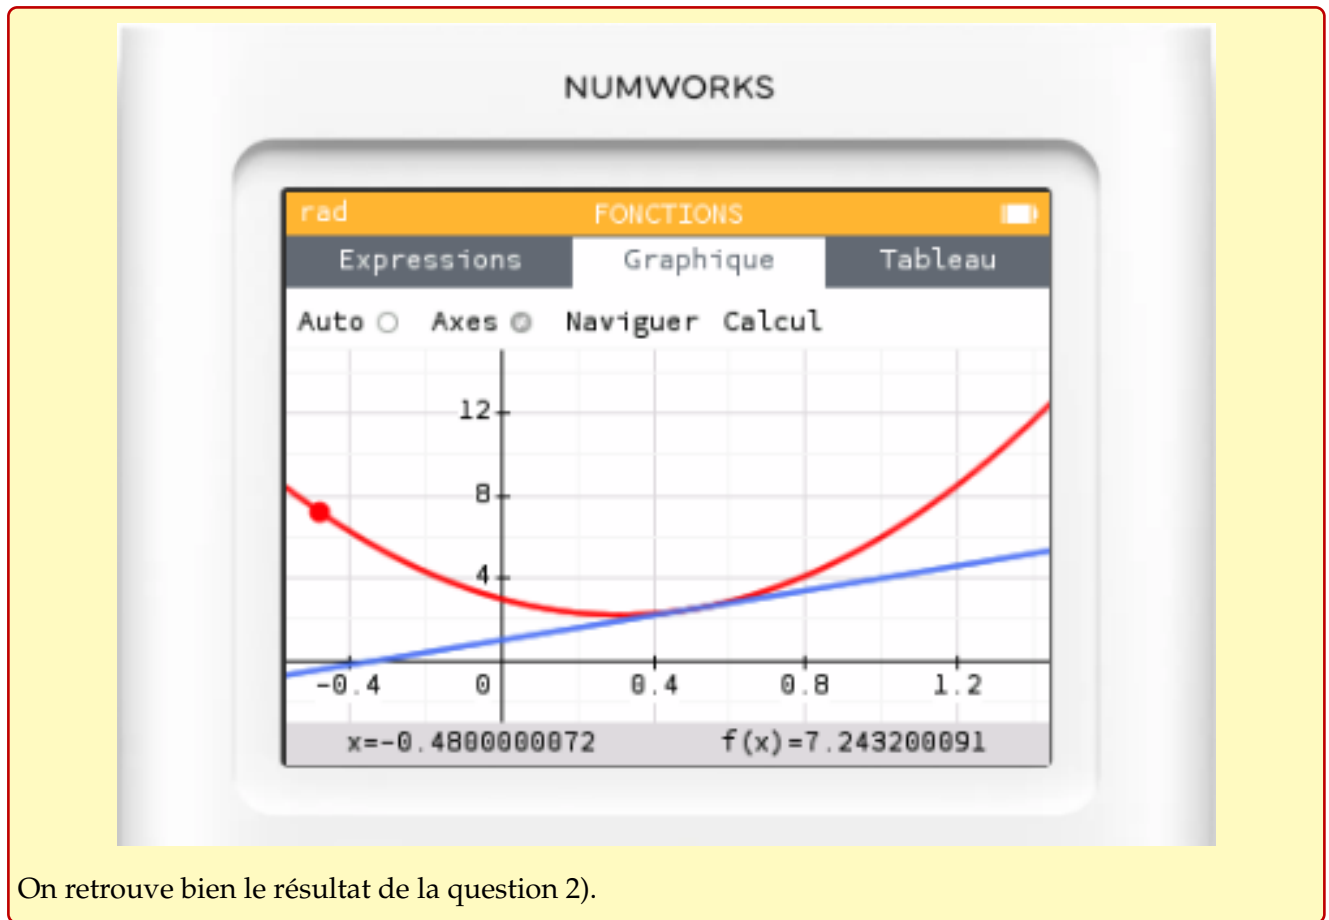 NUMWORKS
rad FONCTIONS
Expressions Graphique Tableau
Auto Axes Naviguer Calcul
12
8
4
-0.4 0 0.4 0.8 1.2
x=-0.4800000072 f(x)=7.243200091
On retrouve bien le résultat de la question 2).